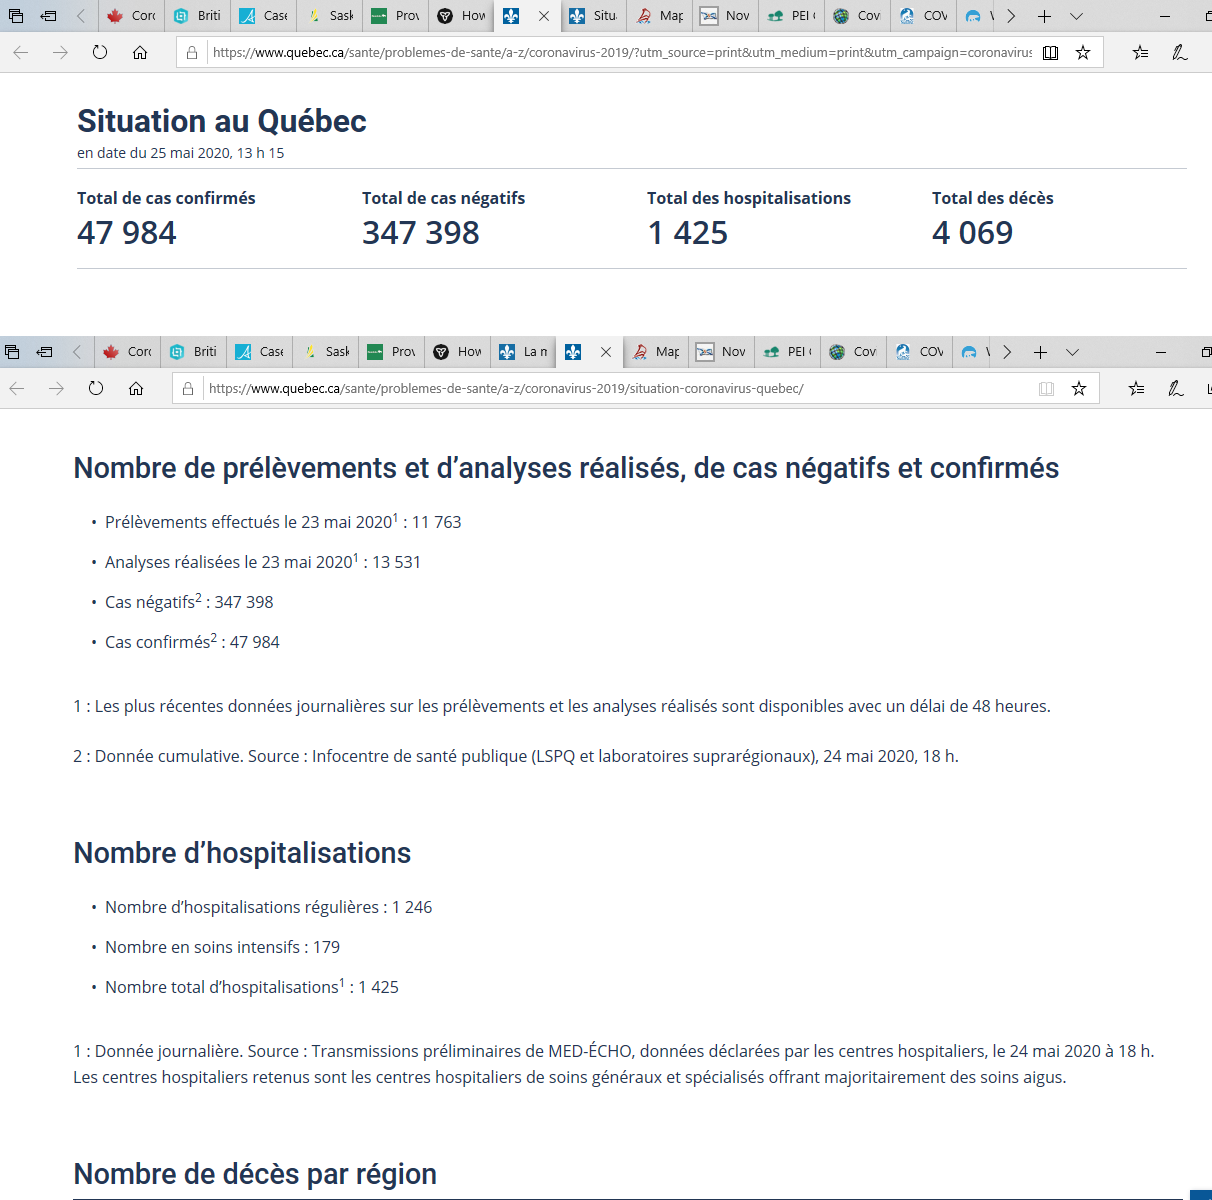 Corc
Briti
Case
Sask
Prov
How
Situ
Map
Nov
PEI
Cov
COV
https://www.quebec.ca/sante/problemes-de-sante/a-z/coronavirus-2019/?utm_source=print&utm_medium=print&utm_campaign=coronavirus
Situation au Québec
en date du 25 mai 2020, 13 h 15
Total de cas confirmés
47 984
Total de cas négatifs
347 398
Total des hospitalisations
1 425
Total des décès
4 069
Corc
Briti
Case
Sask
Prov
How
La m
Map
Nov
PEI
Cov
COV
https://www.quebec.ca/sante/problemes-de-sante/a-z/coronavirus-2019/situation-coronavirus-quebec/
Nombre de prélèvements et d’analyses réalisés, de cas négatifs et confirmés
• Prélèvements effectués le 23 mai 2020¹ : 11 763
• Analyses réalisées le 23 mai 2020¹ : 13 531
• Cas négatifs² : 347 398
• Cas confirmés² : 47 984
1 : Les plus récentes données journalières sur les prélèvements et les analyses réalisés sont disponibles avec un délai de 48 heures.
2 : Donnée cumulative. Source : Infocentre de santé publique (LSPQ et laboratoires suprarégionaux), 24 mai 2020, 18 h.
Nombre d’hospitalisations
• Nombre d’hospitalisations régulières : 1 246
• Nombre en soins intensifs : 179
• Nombre total d’hospitalisations¹ : 1 425
1 : Donnée journalière. Source : Transmissions préliminaires de MED-ÉCHO, données déclarées par les centres hospitaliers, le 24 mai 2020 à 18 h.
Les centres hospitaliers retenus sont les centres hospitaliers de soins généraux et spécialisés offrant majoritairement des soins aigus.
Nombre de décès par région